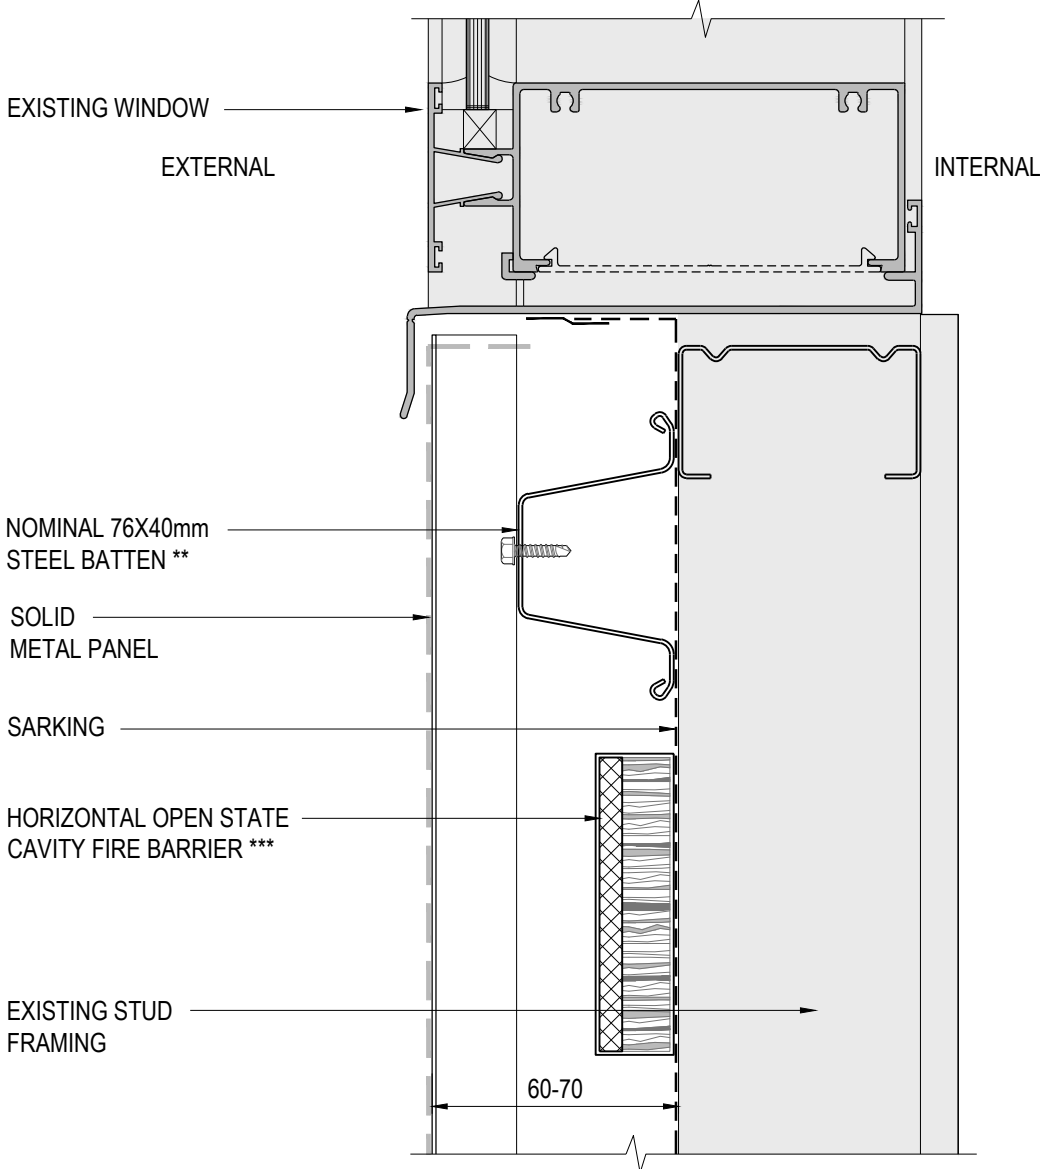 EXISTING WINDOW
EXTERNAL
INTERNAL
NOMINAL 76X40mm
STEEL BATTEN **
SOLID
METAL PANEL
SARKING
HORIZONTAL OPEN STATE
CAVITY FIRE BARRIER ***
EXISTING STUD
FRAMING
60-70